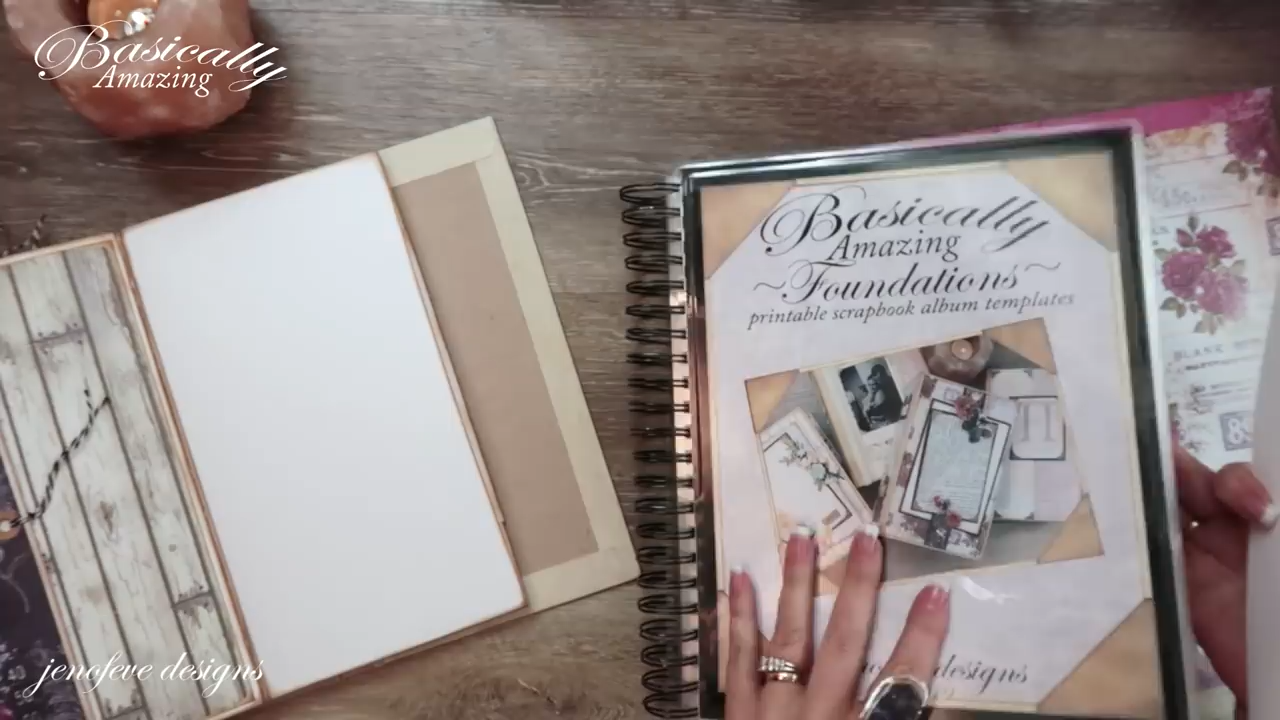 Basically
Amazing
Basically
Amazing
~Foundations~
printable scrapbook album templates
designs
jenofeve designs